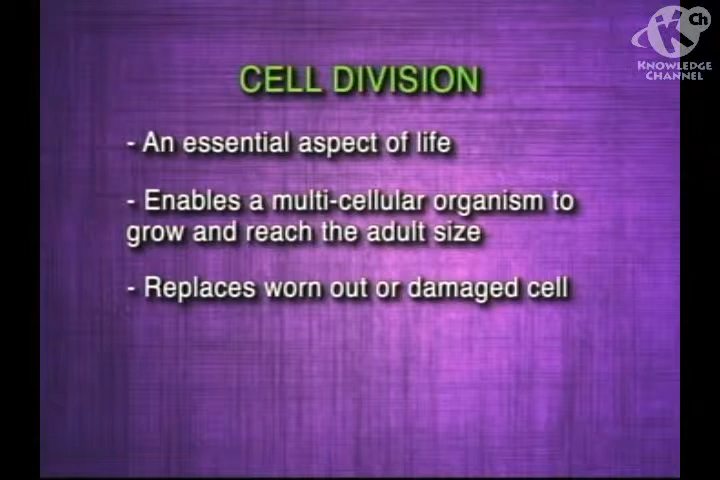 Ch
KNOWLEDGE
CHANNEL
CELL DIVISION
- An essential aspect of life
- Enables a multi-cellular organism to
grow and reach the adult size
- Replaces worn out or damaged cell